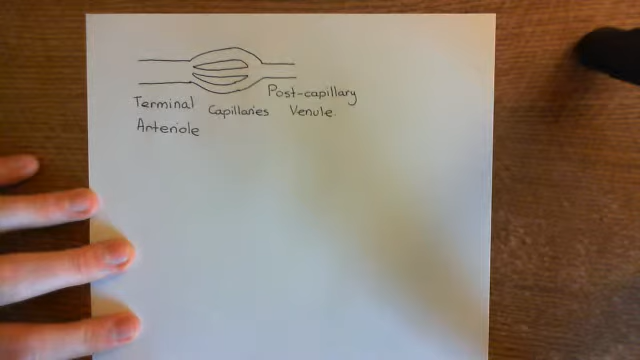 Terminal
Arteriole
Capillaries
Post-capillary
Venule.